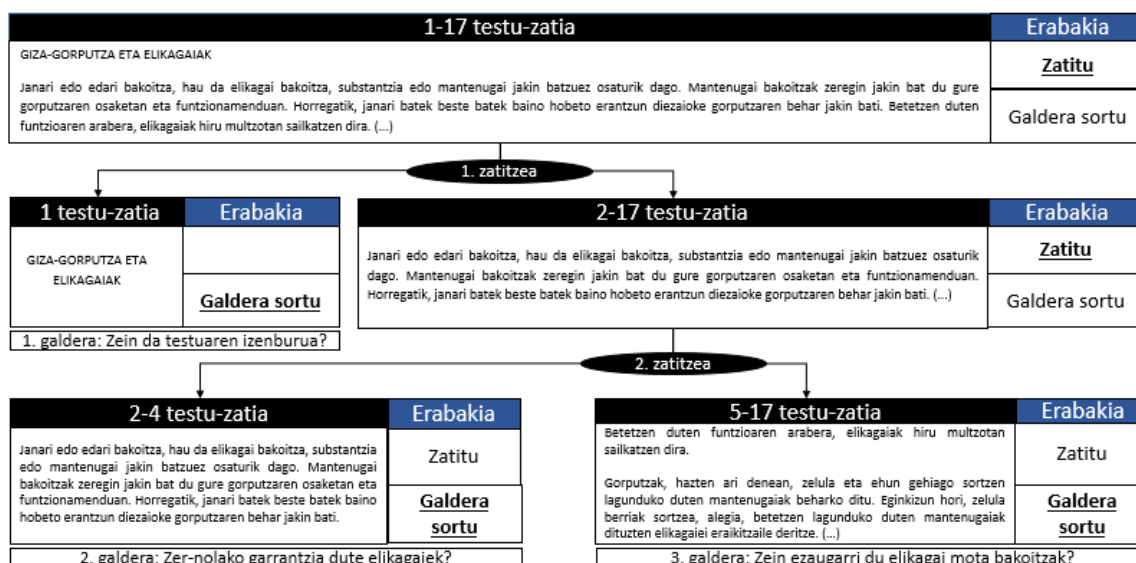 1-17 testu-zatia
Erabakia
GIZA-GORPUTZA ETA ELIKAGAIAK
Janari edo edari bakoitza, hau da elikagai bakoitza, substantzia edo mantenugai jakin batzuez osaturik dago. Mantenugai bakoitzak zeregin jakin bat du gure
gorputzaren osaketan eta funtzionamenduan. Horregatik, janari batek beste batek baino hobeto erantzun diezaioke gorputzaren behar jakin bati. Betetzen duten
funtzioaren arabera, elikagaiak hiru multzotan sailkatzen dira. (...)
Zatitu
Galdera sortu
1. zatitzea
1 testu-zatia
Erabakia
GIZA-GORPUTZA ETA
ELIKAGAIAK
Galdera sortu
1. galdera: Zein da testuaren izenburua?
2-17 testu-zatia
Erabakia
Janari edo edari bakoitza, hau da elikagai bakoitza, substantzia edo mantenugai jakin batzuez osaturik
dago. Mantenugai bakoitzak zeregin jakin bat du gure gorputzaren osaketan eta funtzionamenduan.
Horregatik, janari batek beste batek baino hobeto erantzun diezaioke gorputzaren behar jakin bati. (...)
Zatitu
Galdera sortu
2. zatitzea
2-4 testu-zatia
Erabakia
Janari edo edari bakoitza, hau da elikagai bakoitza, substantzia
edo mantenugai jakin batzuez osaturik dago. Mantenugai
bakoitzak zeregin jakin bat du gure gorputzaren osaketan eta
funtzionamenduan. Horregatik, janari batek beste batek baino
hobeto erantzun diezaioke gorputzaren behar jakin bati.
Zatitu
Galdera
sortu
2. galdera: Zer-nolako garrantzia dute elikagaiek?
5-17 testu-zatia
Erabakia
Betetzen duten funtzioaren arabera, elikagaiak hiru multzotan
sailkatzen dira.
Gorputzak, hazten ari denean, zelula eta ehun gehiago sortzen
lagunduko duten mantenugaiak beharko ditu. Eginkizun hori, zelula
berriak sortzea, alegia, betetzen lagunduko duten mantenugaiak
dituzten elikagaiei eraikitzaile deritze. (...)
Zatitu
Galdera
sortu
3. galdera: Zein ezaugarri du elikagai mota bakoitzak?